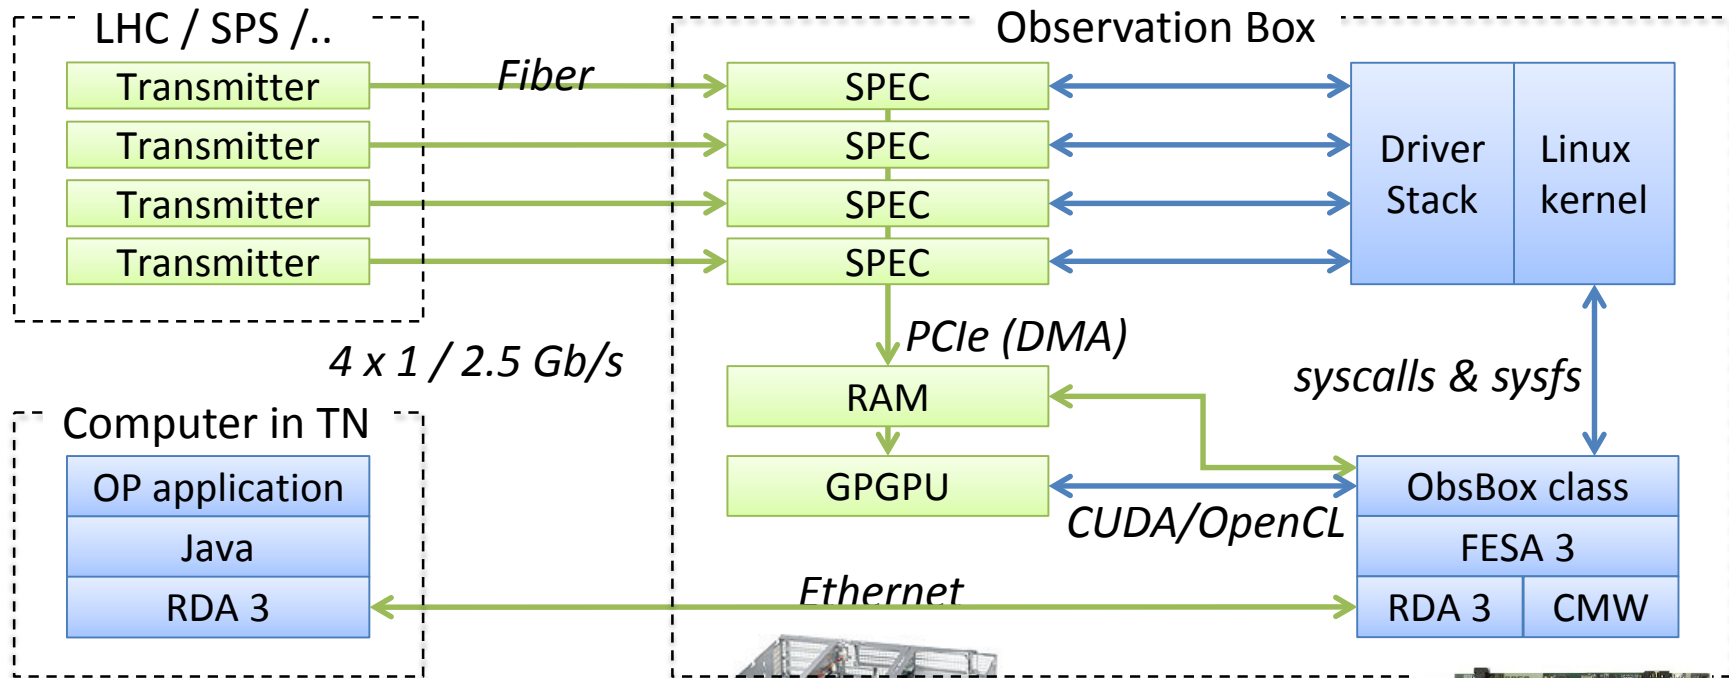 LHC / SPS /..
Observation Box
Transmitter
Fiber
SPEC
Transmitter
SPEC
Transmitter
SPEC
Transmitter
SPEC
Driver
Stack
Linux
kernel
PCIe (DMA)
4 x 1 / 2.5 Gb/s
syscalls & sysfs
RAM
Computer in TN
OP application
GPGPU
ObsBox class
CUDA/OpenCL
Java
FESA 3
Ethernet
RDA 3
RDA 3
CMW